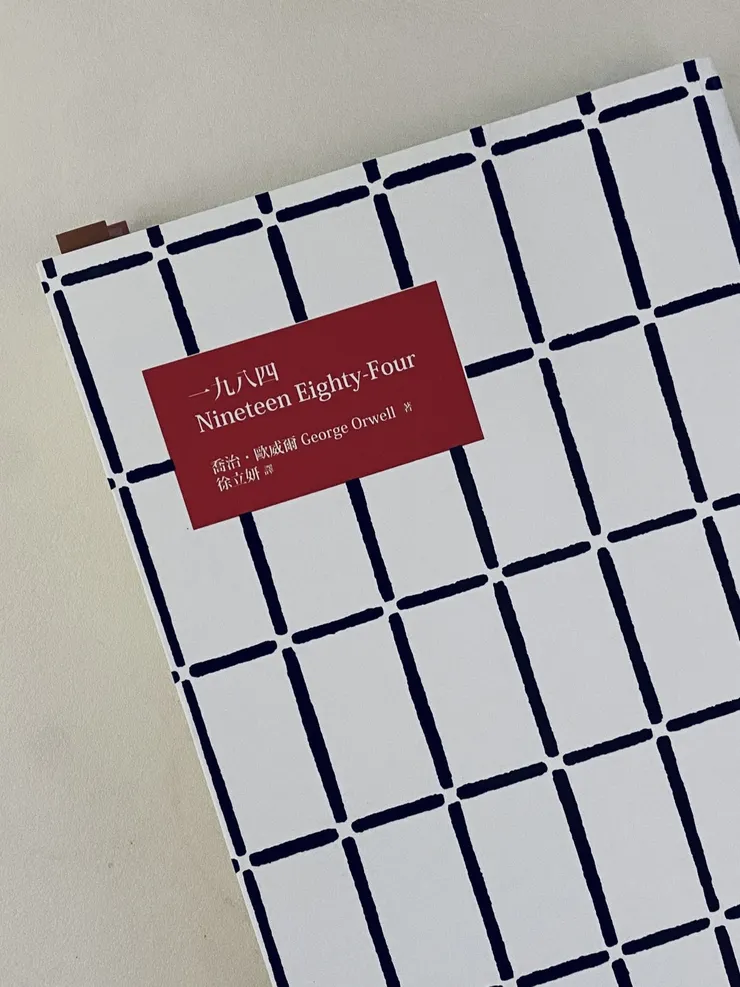 一九八四
Nineteen Eighty-Four
喬治・歐威爾 George Orwell 著
徐立妍 譯